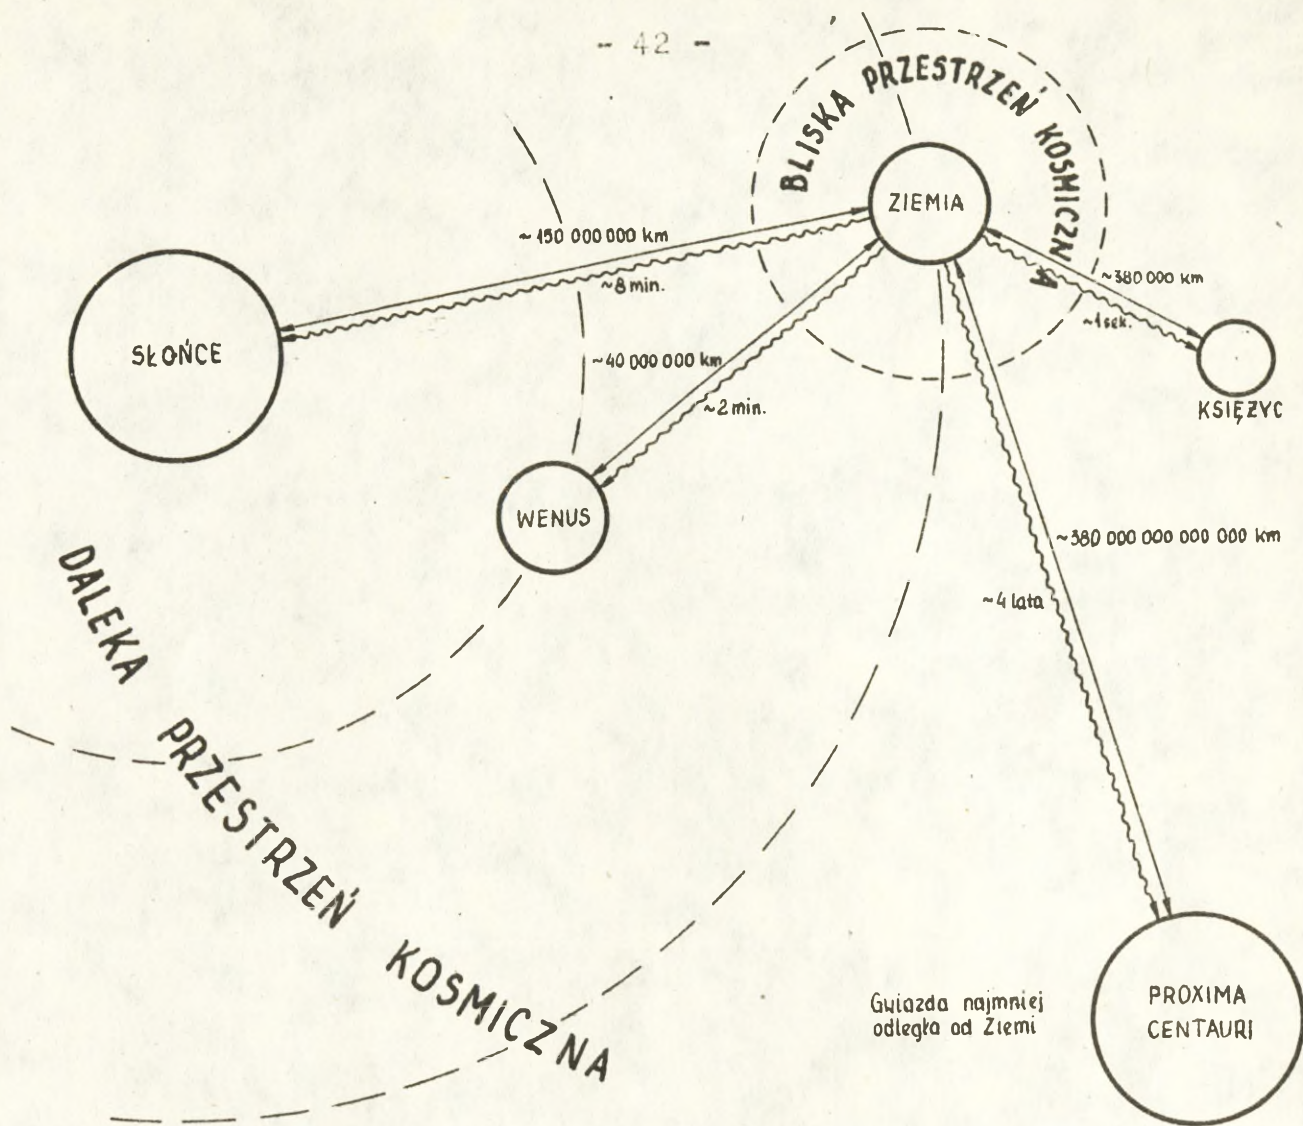 - 42 -
BLISKA PRZESTRZEŃ KOSMICZNA
ZIEMIA
~150 000 000 km
~8 min.
~380 000 km
~1 sek.
SŁOŃCE
~40 000 000 km
~2 min.
KSIĘŻYC
WENUS
~380 000 000 000 000 km
~4 lata
DALEKA PRZESTRZEŃ KOSMICZNA
Gwiazda najmniej
odległa od Ziemi
PROXIMA
CENTAURI